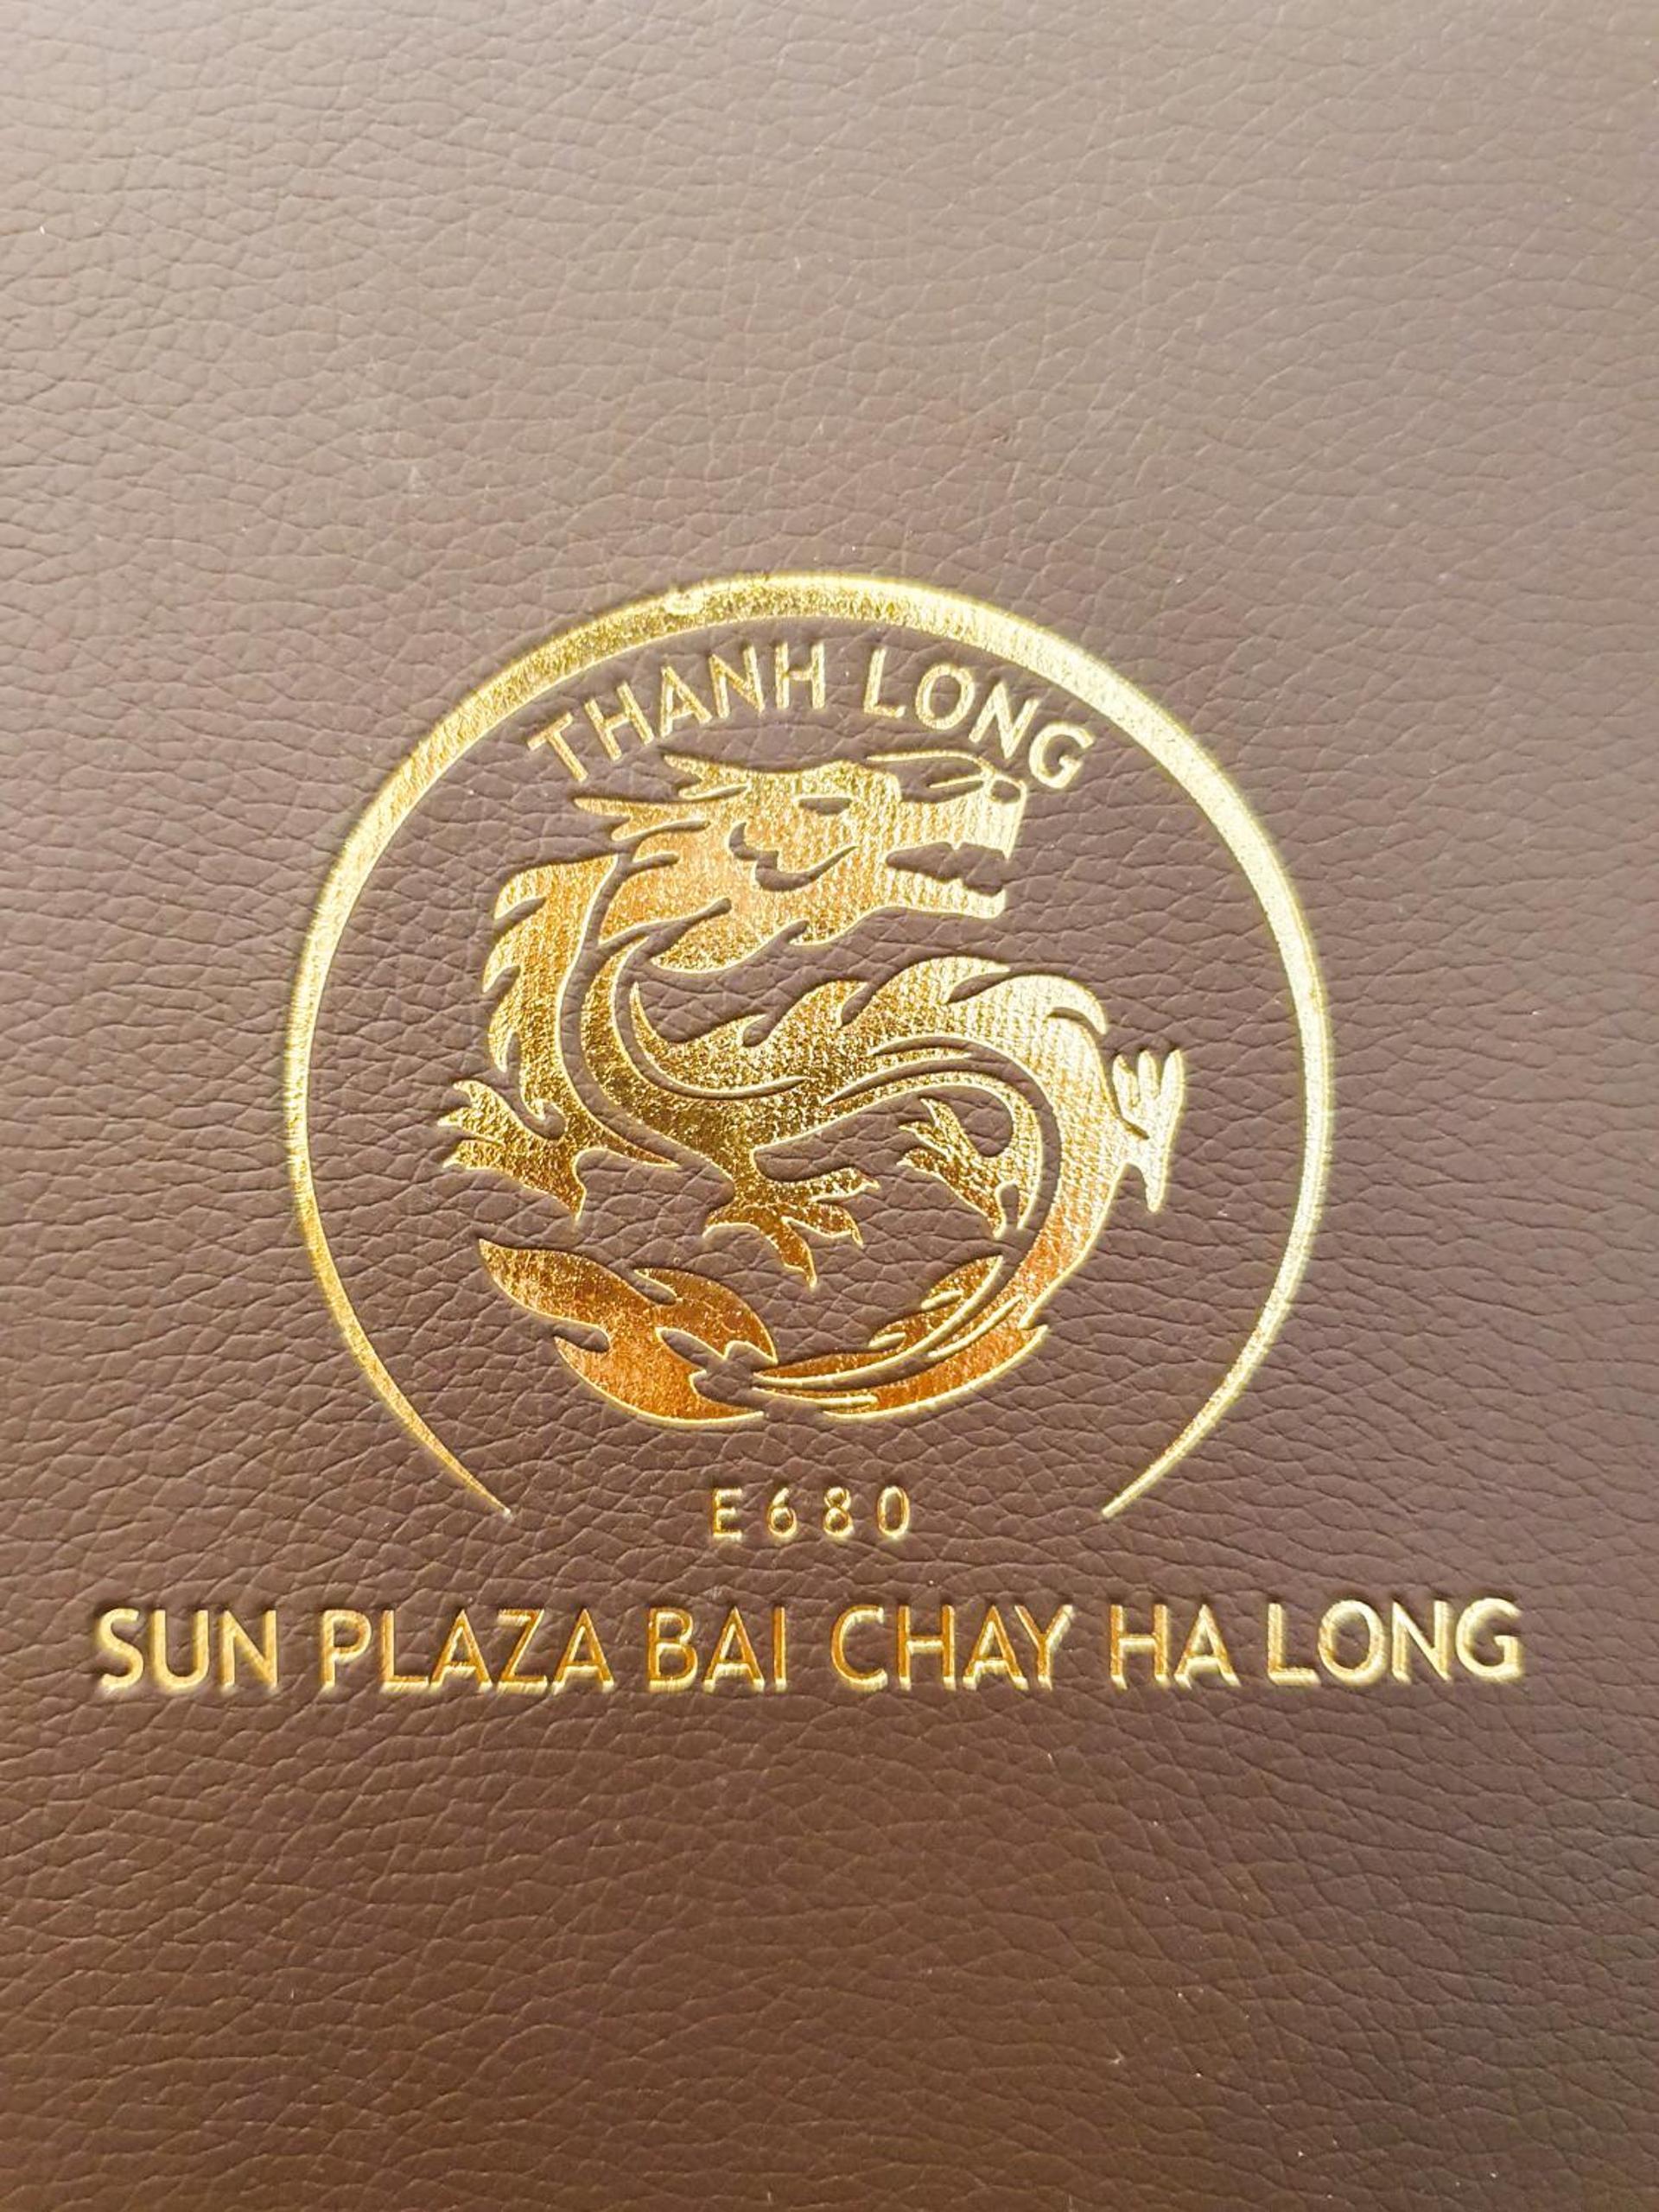 THANH LONG
E680
SUN PLAZA BAI CHAY HA LONG